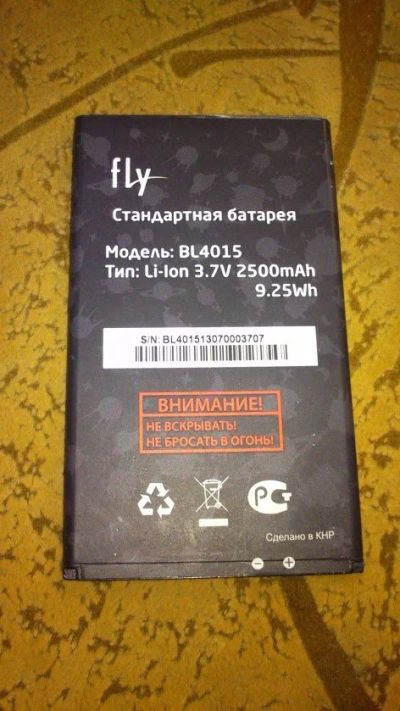 fly
Стандартная батарея
Модель: BL4015
Тип: Li-Ion 3.7V 2500mAh
9.25Wh
S/N: BL401513070003707
ВНИМАНИЕ!
НЕ ВСКРЫВАТЬ!
НЕ БРОСАТЬ В ОГОНЬ!
РСТ
Сделано в КНР
- +